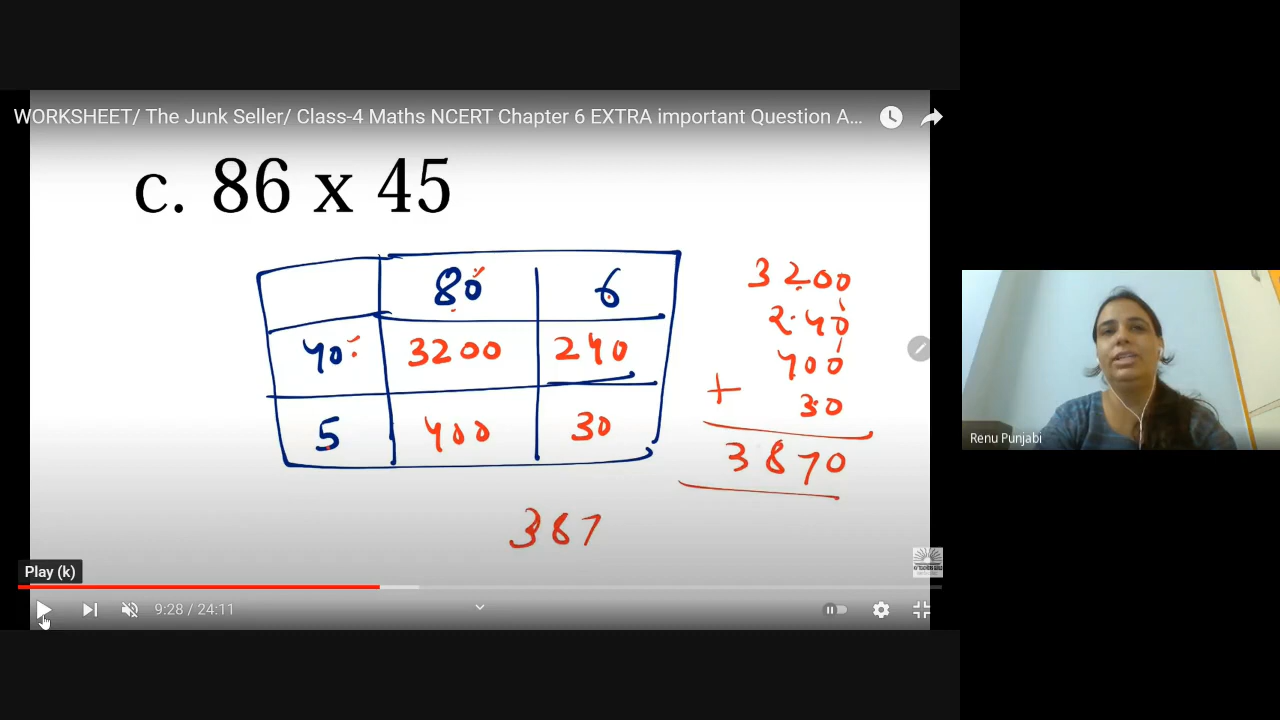 WORKSHEET/ The Junk Seller/ Class-4 Maths NCERT Chapter 6 EXTRA important Question A...
c. 86 x 45
80 6
40 3200 240
5 400 30
3200
240
400
+ 30
3870
387
Renu Punjabi
Play (k)
9:28 / 24:11